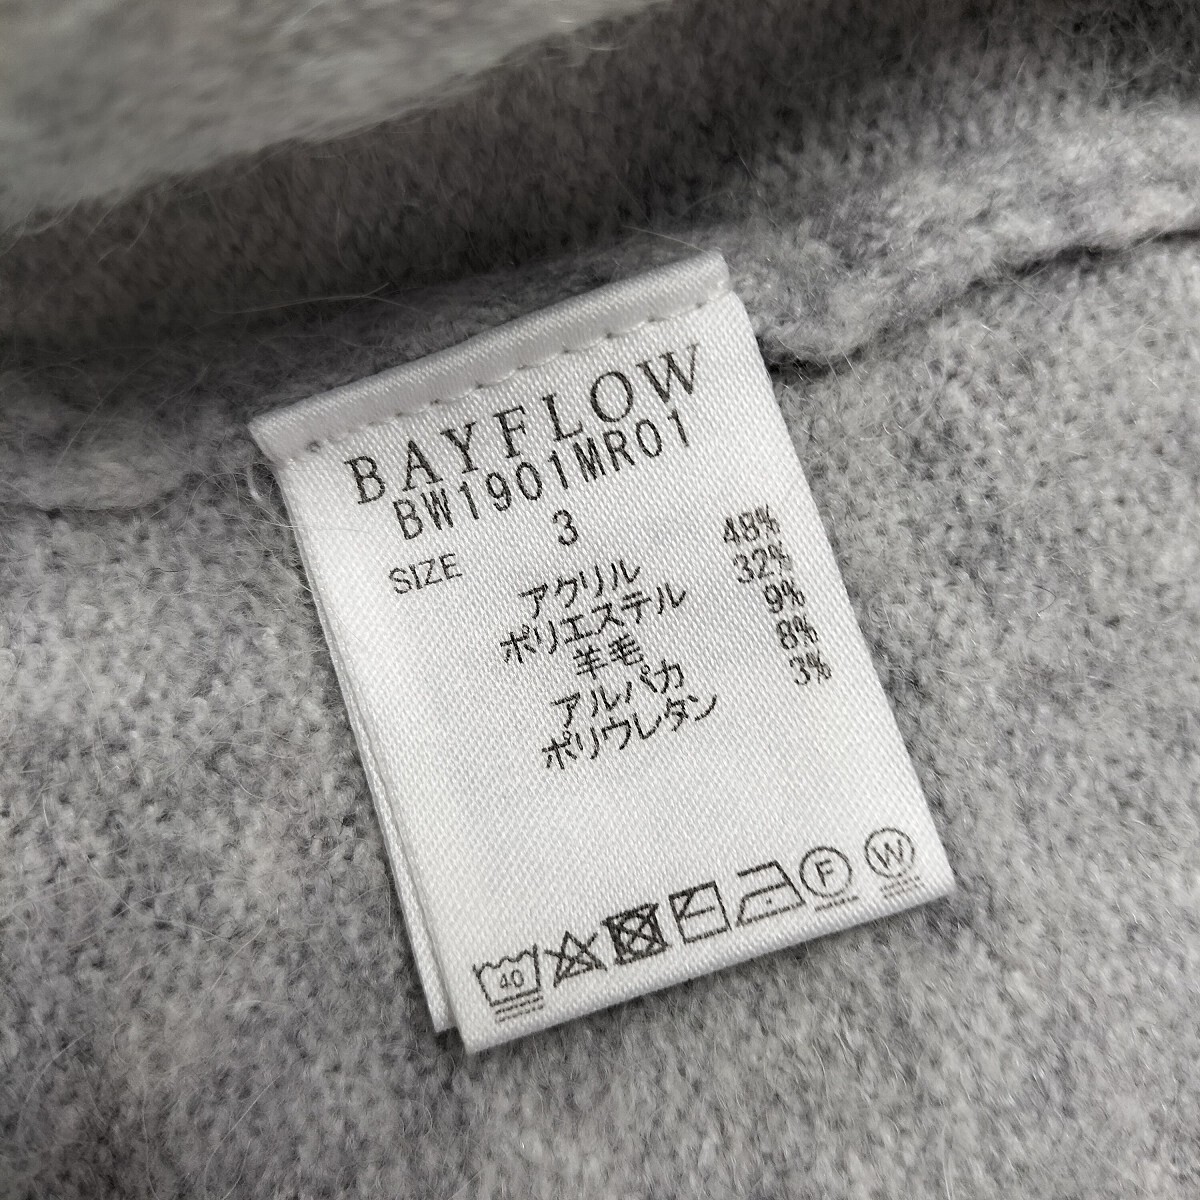 BAYFLOW
BW1901MR01
SIZE 3
アクリル 48%
ポリエステル 32%
羊毛 9%
アルパカ 8%
ポリウレタン 3%
40 F W